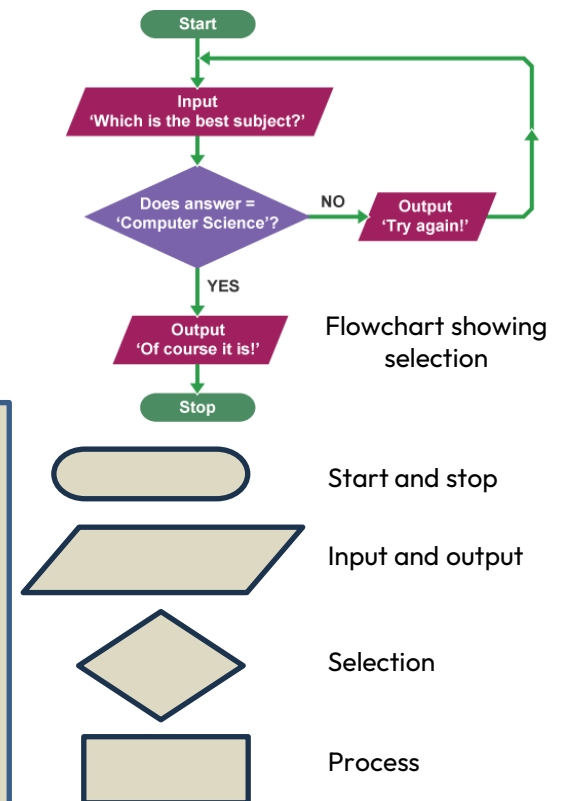 Start
Input
‘Which is the best subject?’
Does answer =
‘Computer Science’?
NO
Output
‘Try again!’
YES
Output
‘Of course it is!’
Stop
Flowchart showing
selection
Start and stop
Input and output
Selection
Process